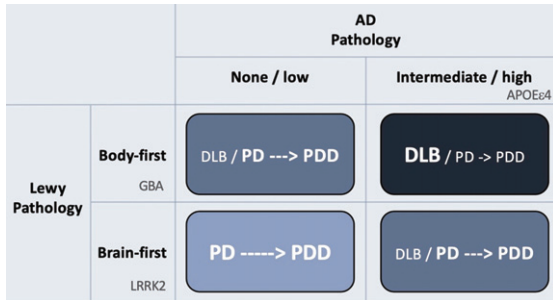 AD
Pathology
None / low
Intermediate / high
APOEε4
Lewy
Pathology
Body-first
GBA
DLB / PD ---> PDD
DLB / PD -> PDD
Brain-first
LRRK2
PD -----> PDD
DLB / PD ---> PDD